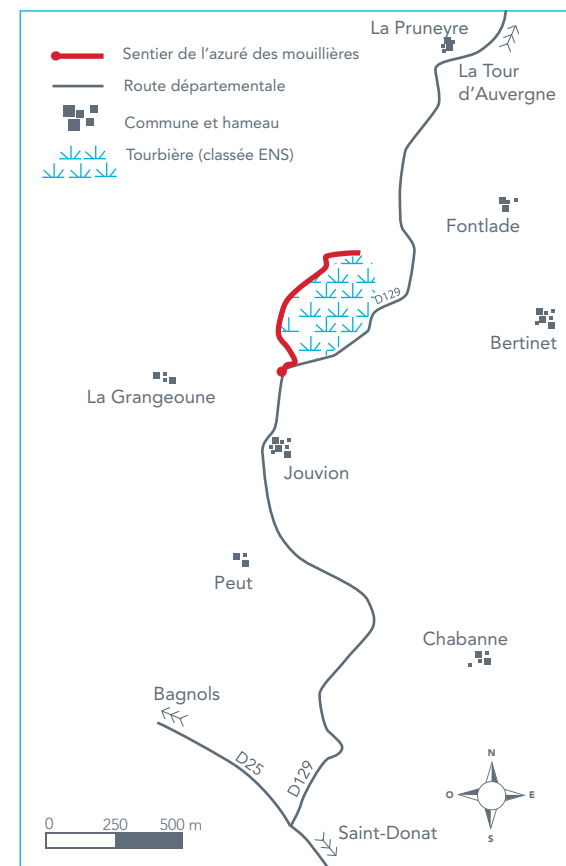 La Pruneyre
Sentier de l'azuré des mouillières
La Tour
d'Auvergne
Route départementale
Commune et hameau
Tourbière (classée ENS)
Fontlade
D129
Bertinet
La Grangeoune
Jouvion
Peut
Chabanne
Bagnols
D25
D129
N
O
E
S
0 250 500 m
Saint-Donat